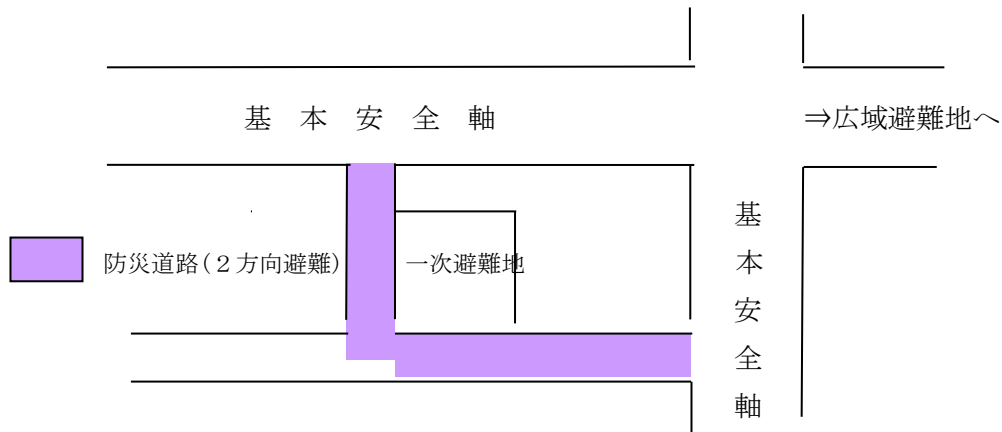 基 本 安 全 軸
⇒広域避難地へ
防災道路(２方向避難)
一次避難地
基本安全軸